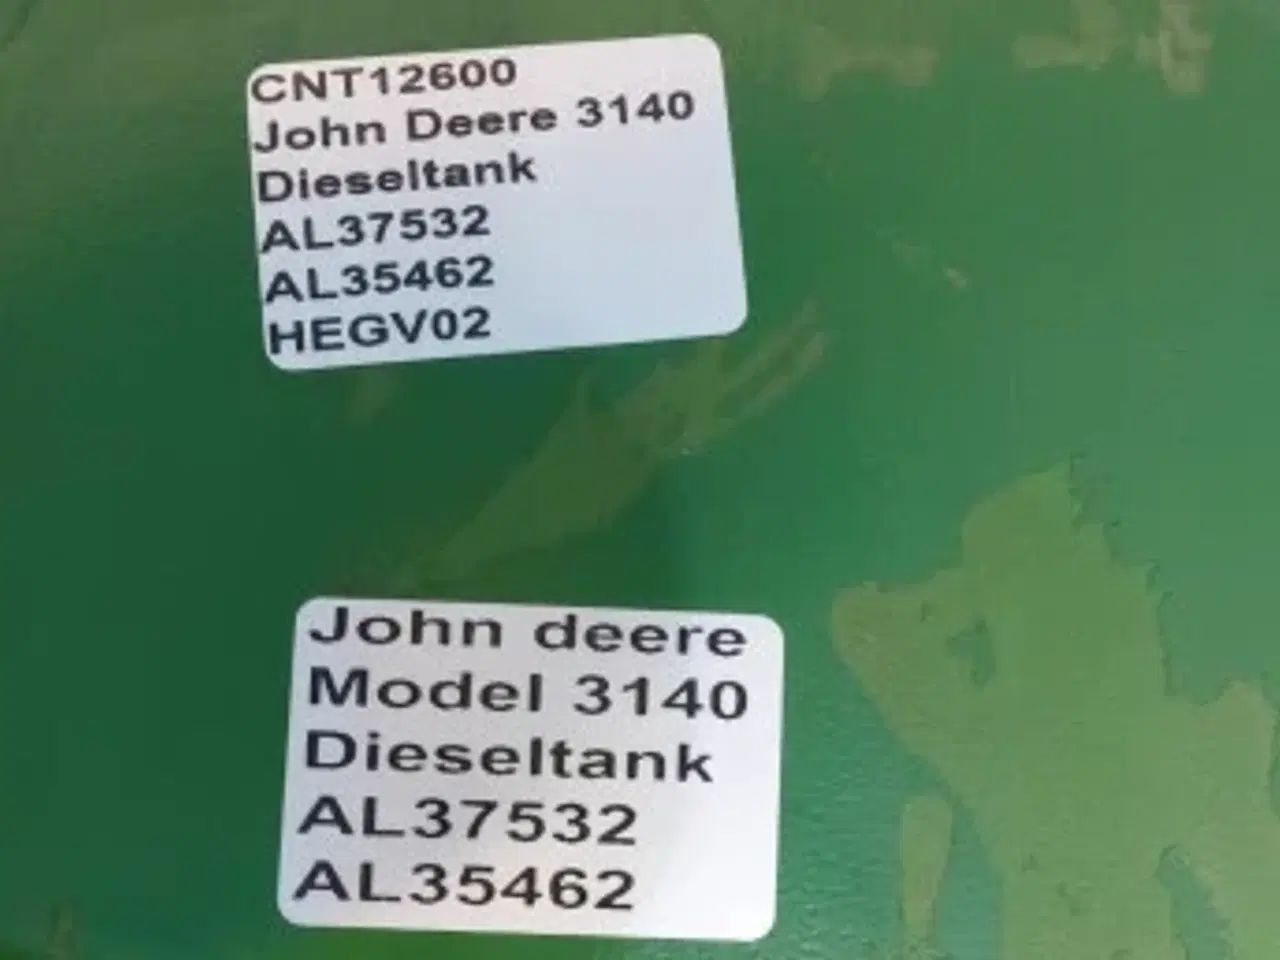 CNT12600
John Deere 3140
Dieseltank
AL37532
AL35462
HEGV02
John deere
Model 3140
Dieseltank
AL37532
AL35462